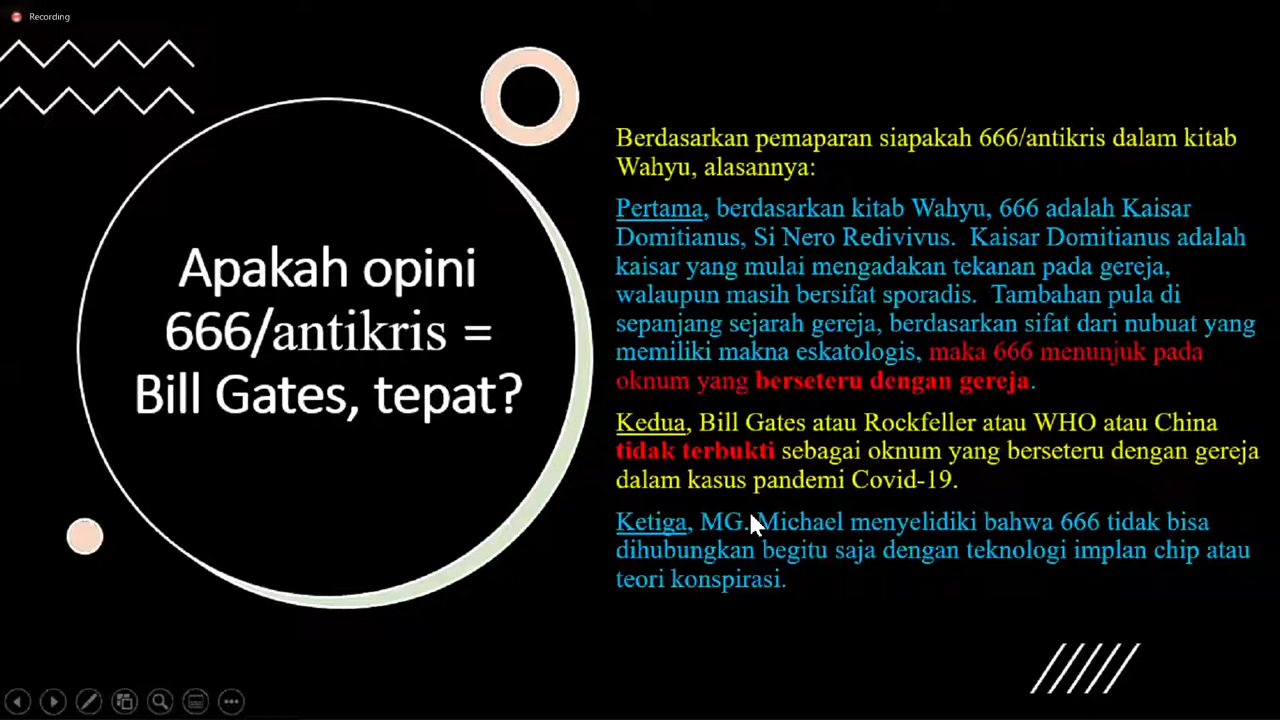 Recording
Apakah opini
666/antikris =
Bill Gates, tepat?
Berdasarkan pemaparan siapakah 666/antikris dalam kitab
Wahyu, alasannya:
Pertama, berdasarkan kitab Wahyu, 666 adalah Kaisar
Domitianus, Si Nero Redivivus. Kaisar Domitianus adalah
kaisar yang mulai mengadakan tekanan pada gereja,
walaupun masih bersifat sporadis. Tambahan pula di
sepanjang sejarah gereja, berdasarkan sifat dari nubuat yang
memiliki makna eskatologis, maka 666 menunjuk pada
oknum yang berseteru dengan gereja.
Kedua, Bill Gates atau Rockfeller atau WHO atau China
tidak terbukti sebagai oknum yang berseteru dengan gereja
dalam kasus pandemi Covid-19.
Ketiga, MG. Michael menyelidiki bahwa 666 tidak bisa
dihubungkan begitu saja dengan teknologi implan chip atau
teori konspirasi.